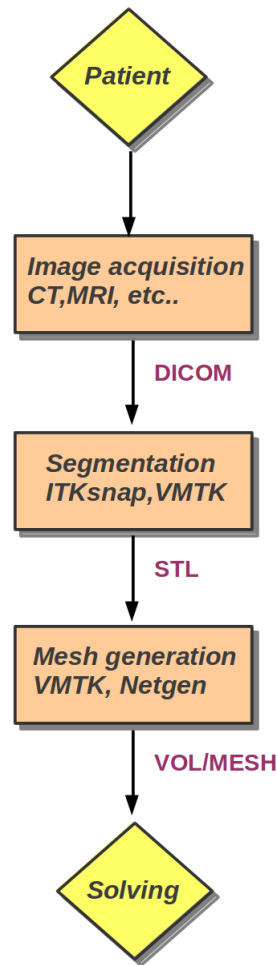 Patient
Image acquisition
CT,MRI, etc..
DICOM
Segmentation
ITKsnap,VMTK
STL
Mesh generation
VMTK, Netgen
VOL/MESH
Solving